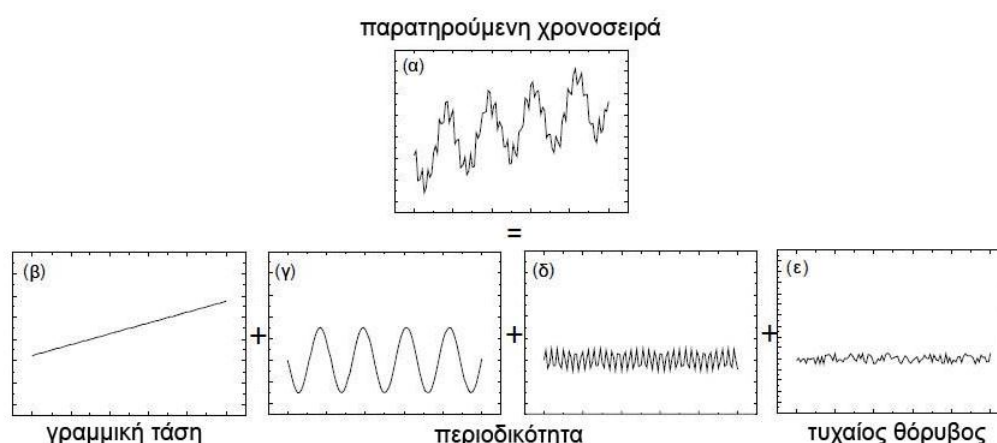 παρατηρούμενη χρονοσειρά
(α)
=
(β)
(γ)
(δ)
(ε)
+
+
+
γραμμική τάση
περιοδικότητα
τυχαίος θόρυβος